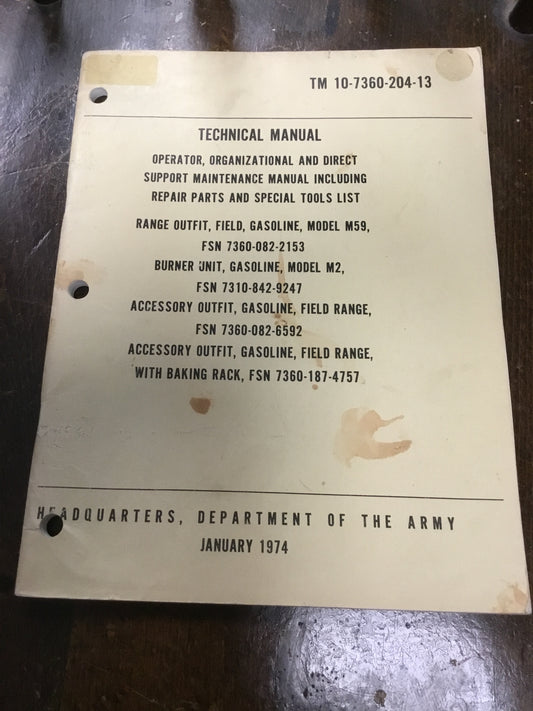 TM 10-7360-204-13
TECHNICAL MANUAL
OPERATOR, ORGANIZATIONAL AND DIRECT
SUPPORT MAINTENANCE MANUAL INCLUDING
REPAIR PARTS AND SPECIAL TOOLS LIST
RANGE OUTFIT, FIELD, GASOLINE, MODEL M59,
FSN 7360-082-2153
BURNER UNIT, GASOLINE, MODEL M2,
FSN 7310-842-9247
ACCESSORY OUTFIT, GASOLINE, FIELD RANGE,
FSN 7360-082-6592
ACCESSORY OUTFIT, GASOLINE, FIELD RANGE,
WITH BAKING RACK, FSN 7360-187-4757
HEADQUARTERS, DEPARTMENT OF THE ARMY
JANUARY 1974